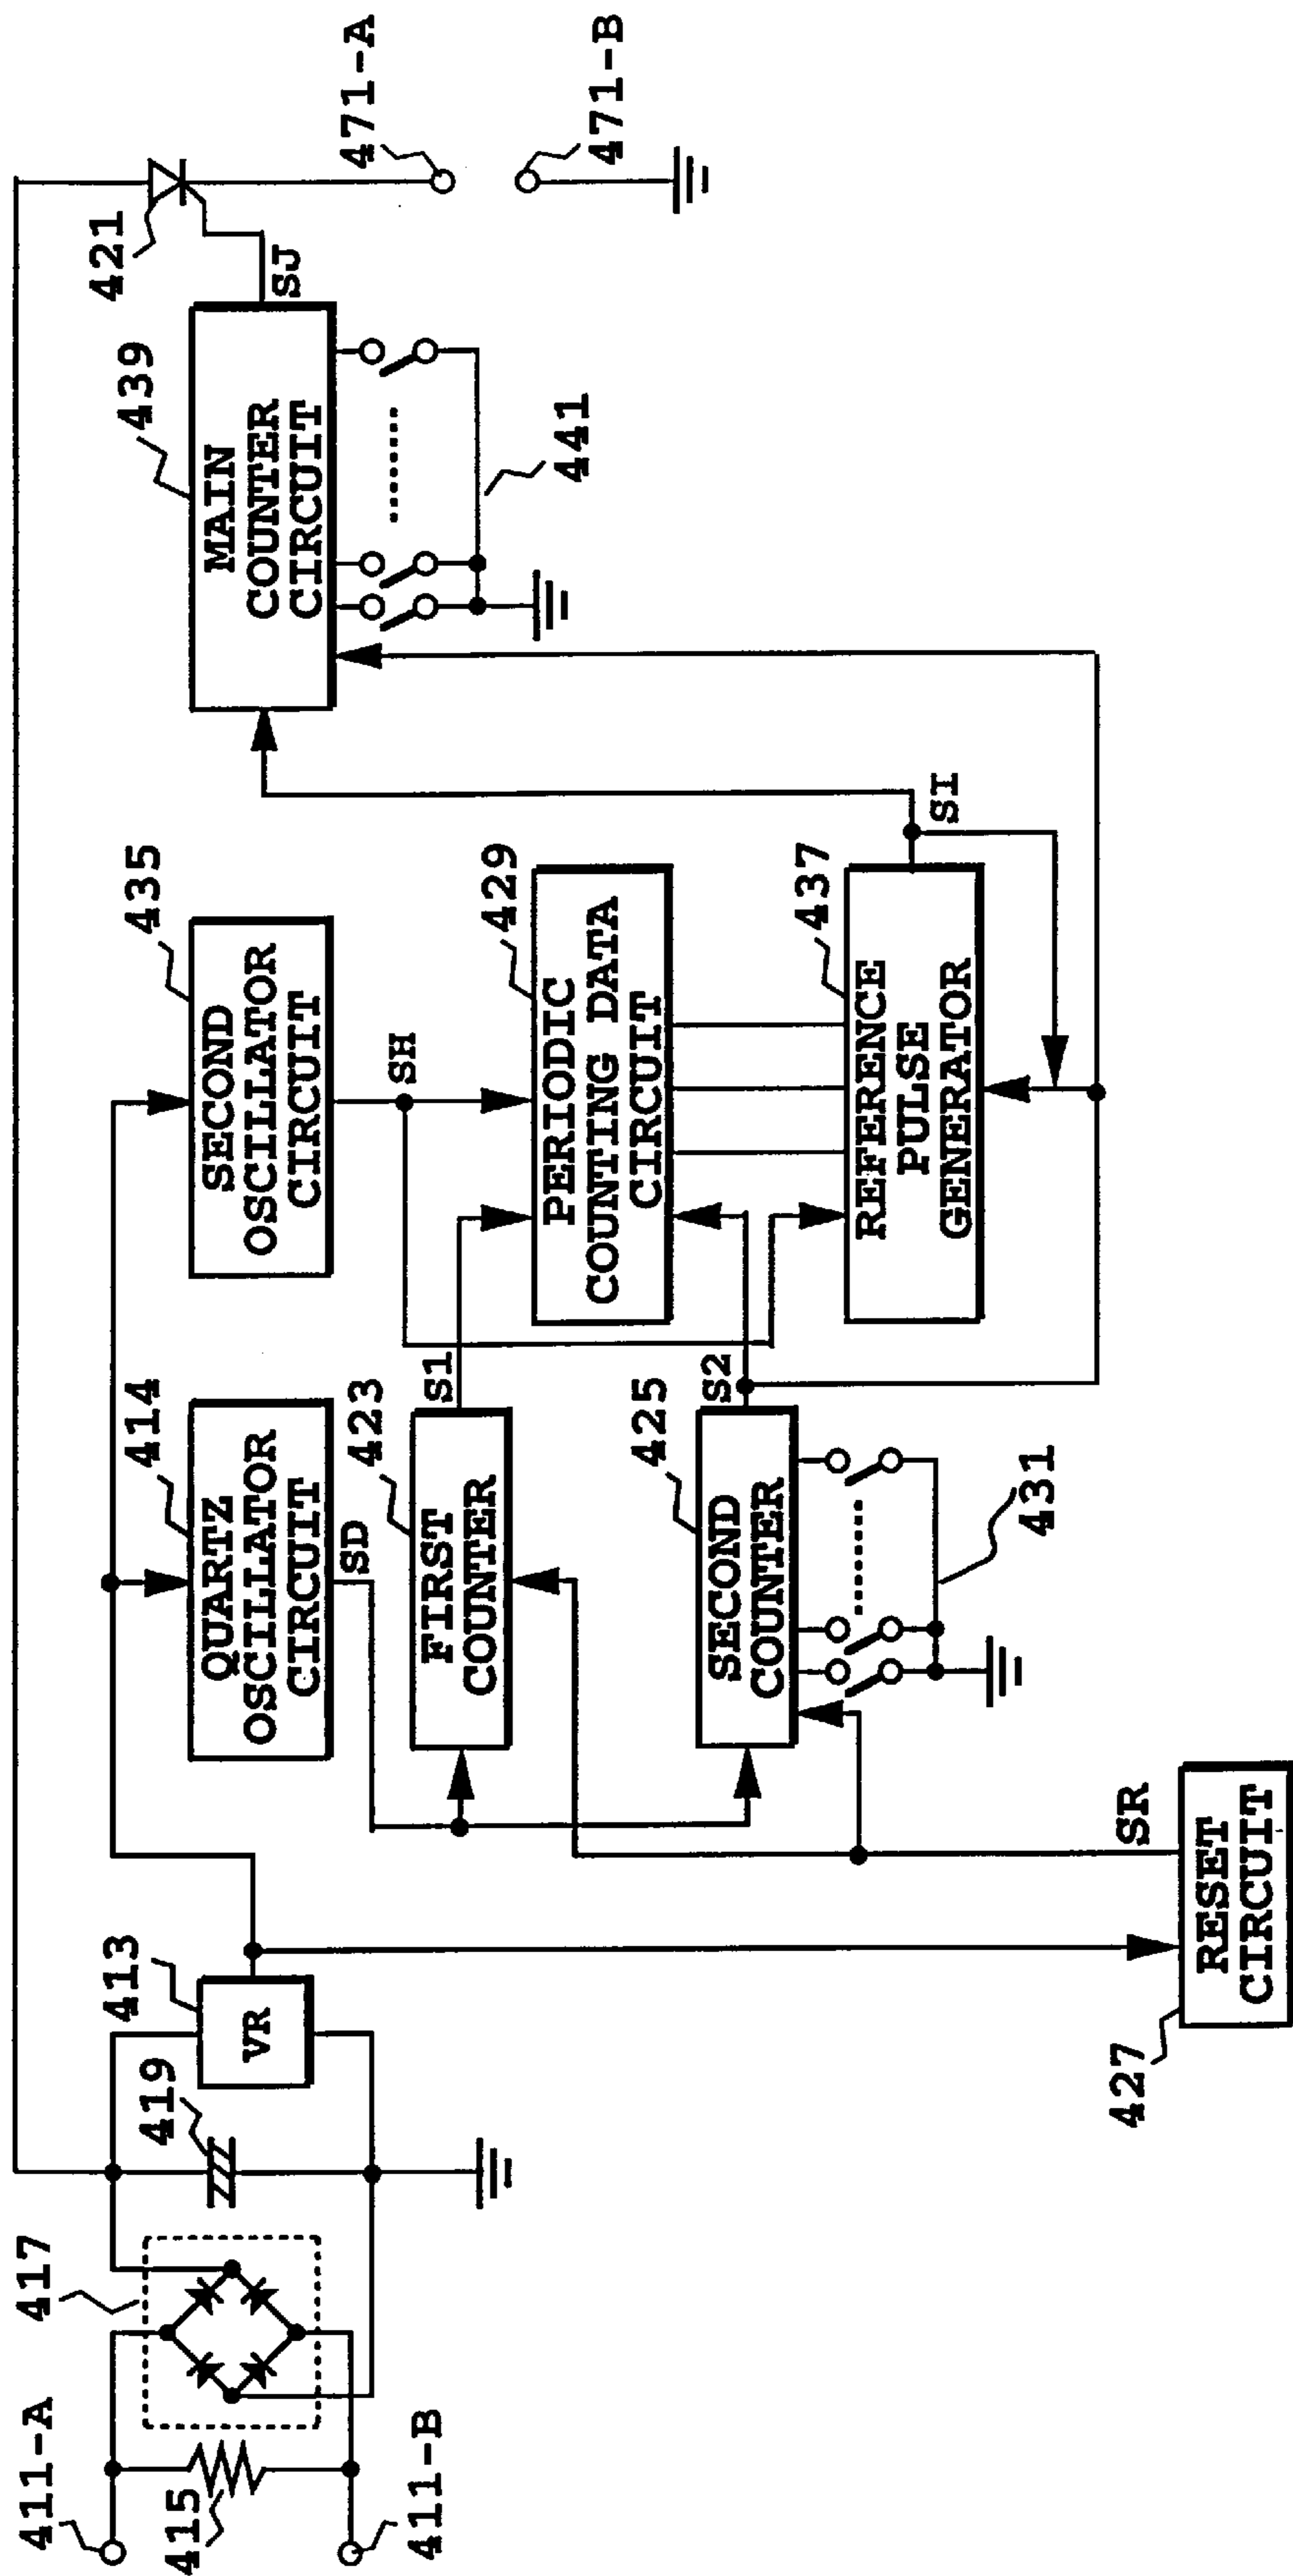 411-A
415
411-B
417
419
413
VR
427
RESET
CIRCUIT
SR
414
QUARTZ
OSCILLATOR
CIRCUIT
SD
423
FIRST
COUNTER
S1
425
SECOND
COUNTER
S2
431
435
SECOND
OSCILLATOR
CIRCUIT
SH
429
PERIODIC
COUNTING DATA
CIRCUIT
437
REFERENCE
PULSE
GENERATOR
SI
439
MAIN
COUNTER
CIRCUIT
441
SJ
421
471-A
471-B